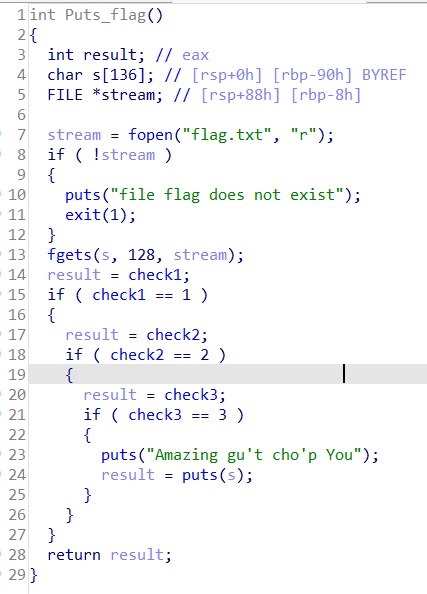 1 int Puts_flag()
2 {
3 int result; // eax
4 char s[136]; // [rsp+0h] [rbp-90h] BYREF
5 FILE *stream; // [rsp+88h] [rbp-8h]
6
7 stream = fopen("flag.txt", "r");
8 if ( !stream )
9 {
10 puts("file flag does not exist");
11 exit(1);
12 }
13 fgets(s, 128, stream);
14 result = check1;
15 if ( check1 == 1 )
16 {
17 result = check2;
18 if ( check2 == 2 )
19 {
20 result = check3;
21 if ( check3 == 3 )
22 {
23 puts("Amazing gu't cho'p You");
24 result = puts(s);
25 }
26 }
27 }
28 return result;
29 }